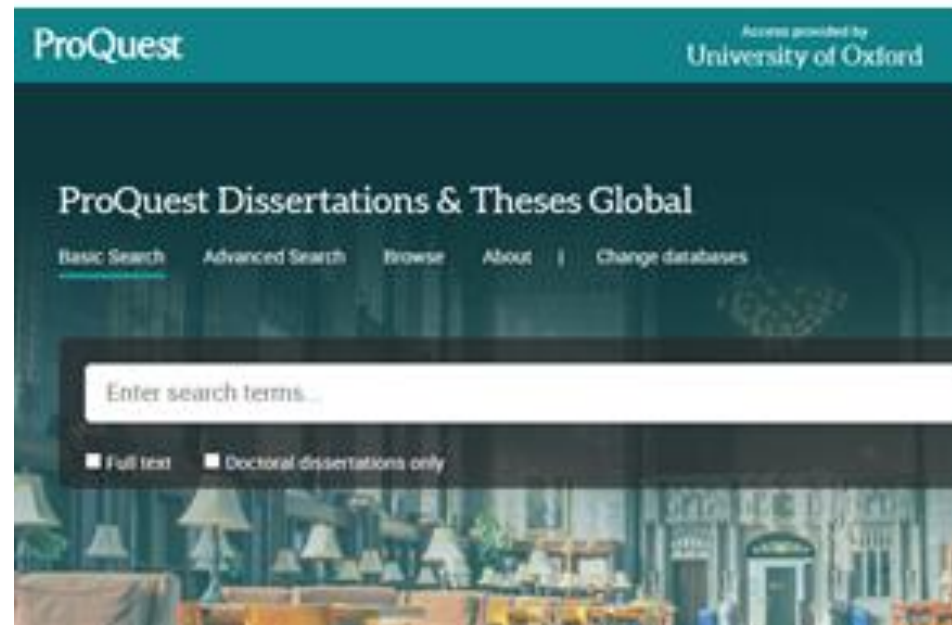 ProQuest
Access provided by
University of Oxford
ProQuest Dissertations & Theses Global
Basic Search Advanced Search Browse About | Change databases
Enter search terms...
Full text Doctoral dissertations only